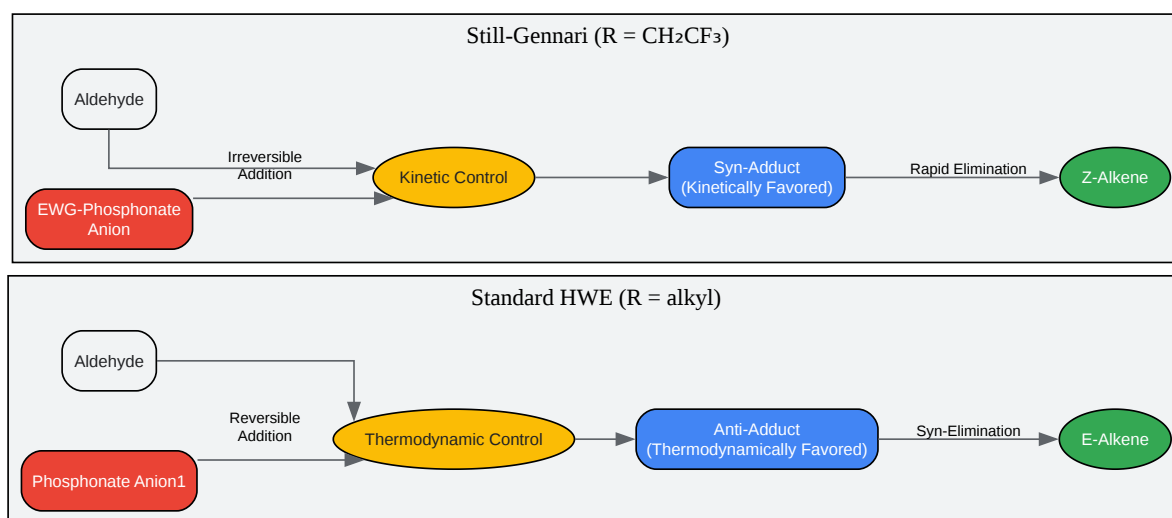 Still-Gennari (R = CH₂CF₃)
Aldehyde
Irreversible
Addition
EWG-Phosphonate
Anion
Kinetic Control
Syn-Adduct
(Kinetically Favored)
Rapid Elimination
Z-Alkene
Standard HWE (R = alkyl)
Aldehyde
Reversible
Addition
Phosphonate Anion1
Thermodynamic Control
Anti-Adduct
(Thermodynamically Favored)
Syn-Elimination
E-Alkene